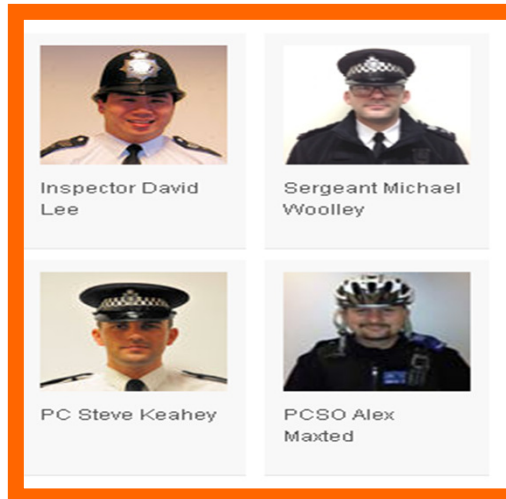 Inspector David
Lee
Sergeant Michael
Woolley
PC Steve Keahey
PCSO Alex
Maxted